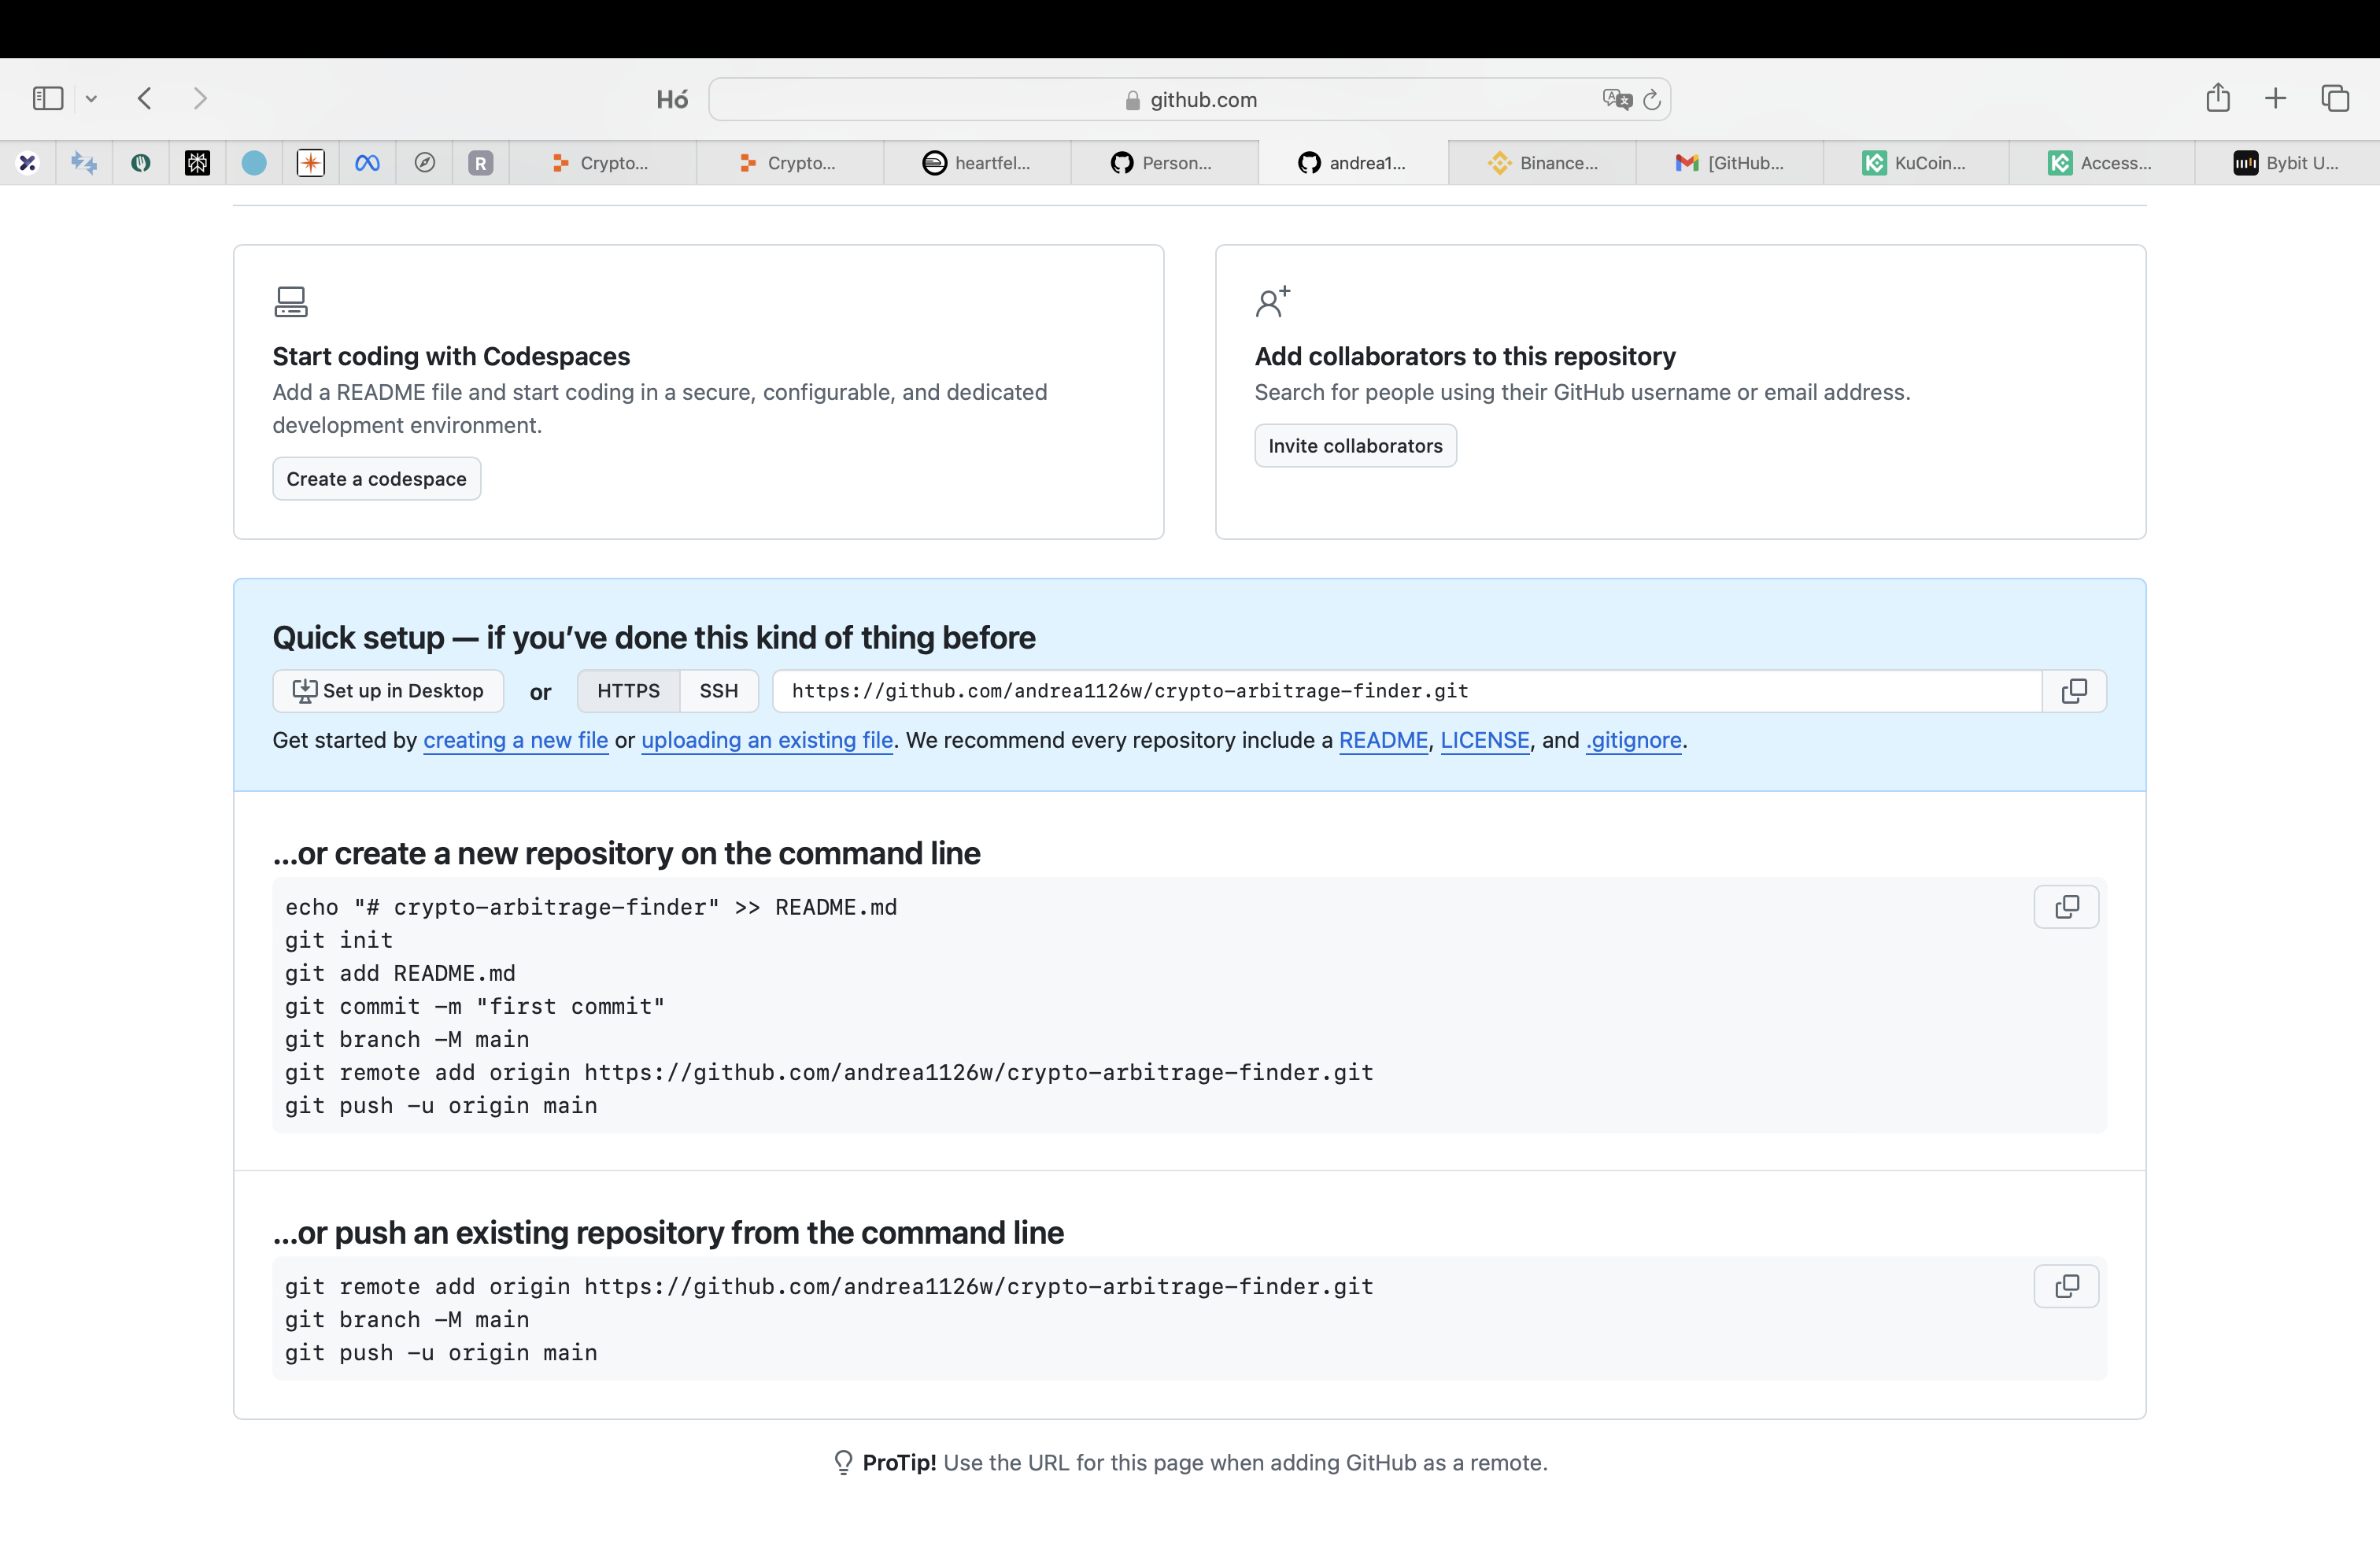 Hó
github.com
R
Crypto...
Crypto...
heartfel...
Person...
andrea1...
Binance...
[GitHub...
KuCoin...
Access...
Bybit U...
Start coding with Codespaces
Add a README file and start coding in a secure, configurable, and dedicated
development environment.
Create a codespace
Add collaborators to this repository
Search for people using their GitHub username or email address.
Invite collaborators
Quick setup — if you’ve done this kind of thing before
Set up in Desktop or HTTPS SSH https://github.com/andrea1126w/crypto-arbitrage-finder.git
Get started by creating a new file or uploading an existing file. We recommend every repository include a README, LICENSE, and .gitignore.
…or create a new repository on the command line
echo "# crypto-arbitrage-finder" >> README.md
git init
git add README.md
git commit -m "first commit"
git branch -M main
git remote add origin https://github.com/andrea1126w/crypto-arbitrage-finder.git
git push -u origin main
…or push an existing repository from the command line
git remote add origin https://github.com/andrea1126w/crypto-arbitrage-finder.git
git branch -M main
git push -u origin main
ProTip! Use the URL for this page when adding GitHub as a remote.